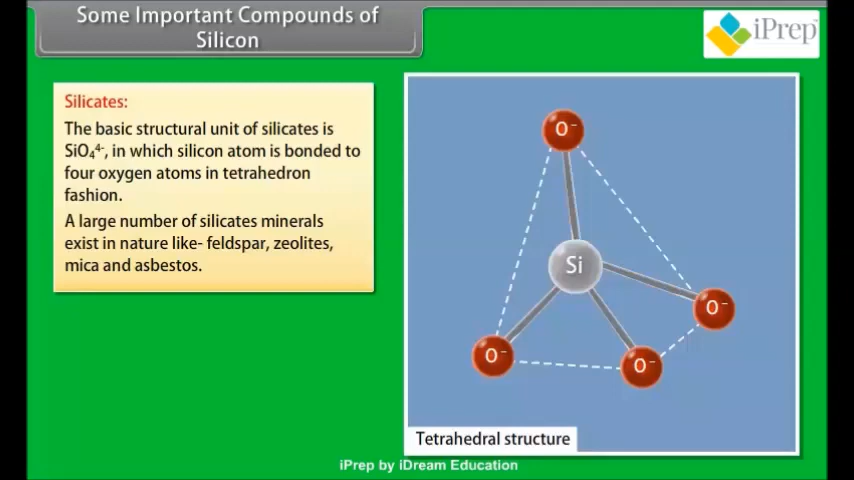 Some Important Compounds of
Silicon
iPrep™
Silicates:
The basic structural unit of silicates is
SiO₄⁴⁻, in which silicon atom is bonded to
four oxygen atoms in tetrahedron
fashion.
A large number of silicates minerals
exist in nature like- feldspar, zeolites,
mica and asbestos.
O⁻
Si
O⁻
O⁻
O⁻
Tetrahedral structure
iPrep by iDream Education